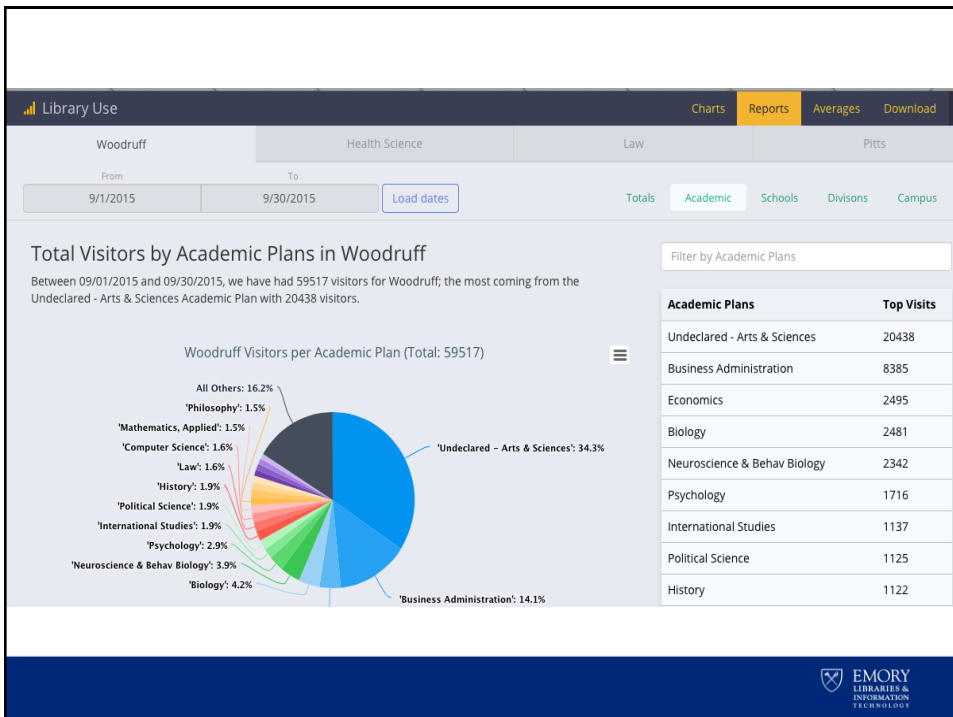 Library Use
Charts
Reports
Averages
Download
Woodruff
Health Science
Law
Pitts
From
To
9/1/2015
9/30/2015
Load dates
Totals
Academic
Schools
Divisons
Campus
Total Visitors by Academic Plans in Woodruff
Between 09/01/2015 and 09/30/2015, we have had 59517 visitors for Woodruff; the most coming from the
Undeclared - Arts & Sciences Academic Plan with 20438 visitors.
Woodruff Visitors per Academic Plan (Total: 59517)
All Others: 16.2%
'Philosophy': 1.5%
'Mathematics, Applied': 1.5%
'Computer Science': 1.6%
'Law': 1.6%
'History': 1.9%
'Political Science': 1.9%
'International Studies': 1.9%
'Psychology': 2.9%
'Neuroscience & Behav Biology': 3.9%
'Biology': 4.2%
'Undeclared – Arts & Sciences': 34.3%
'Business Administration': 14.1%
Filter by Academic Plans
Academic Plans Top Visits
Undeclared - Arts & Sciences 20438
Business Administration 8385
Economics 2495
Biology 2481
Neuroscience & Behav Biology 2342
Psychology 1716
International Studies 1137
Political Science 1125
History 1122
EMORY
LIBRARIES &
INFORMATION
TECHNOLOGY